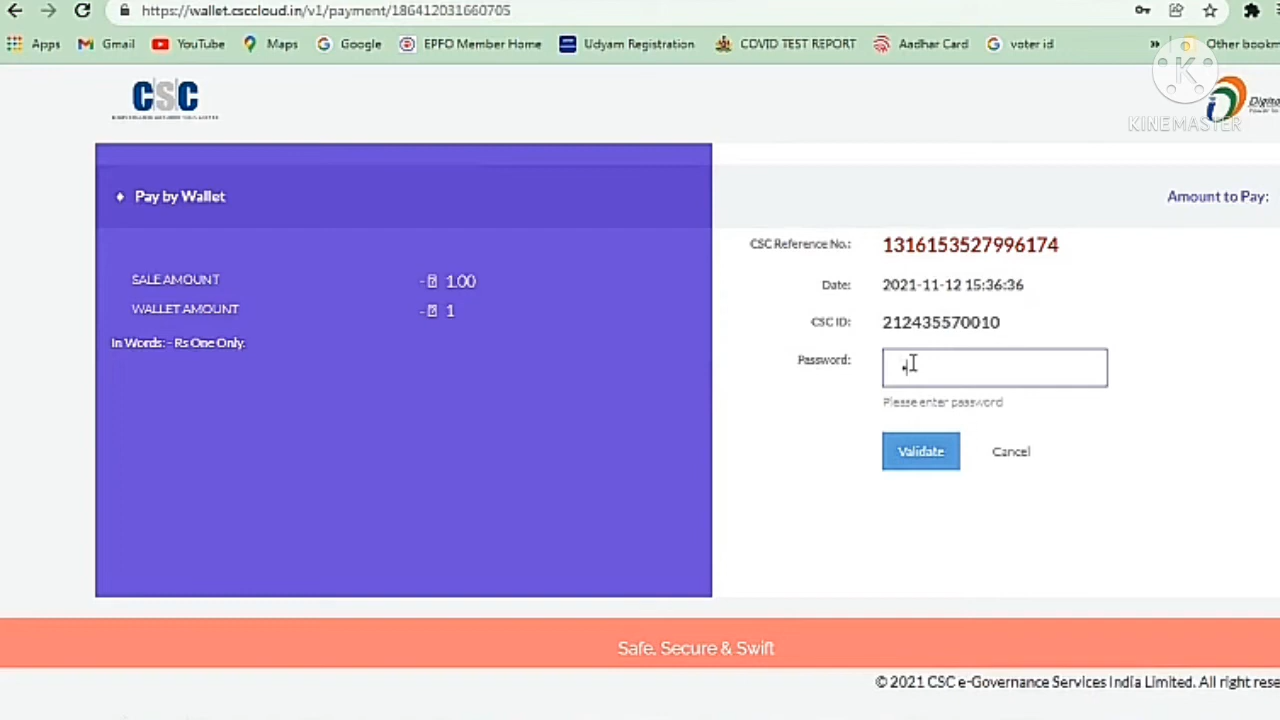 https://wallet.csccloud.in/v1/payment/186412031660705
Apps Gmail YouTube Maps Google EPFO Member Home Udyam Registration COVID TEST REPORT Aadhar Card voter id » Other bookm
CSC
Digita
K
KINEMASTER
Pay by Wallet
Amount to Pay:
SALE AMOUNT - 1.00
WALLET AMOUNT - 1
In Words: - Rs One Only.
CSC Reference No.: 1316153527996174
Date: 2021-11-12 15:36:36
CSC ID: 212435570010
Password:
Please enter password
Validate Cancel
Safe, Secure & Swift
© 2021 CSC e-Governance Services India Limited. All right rese